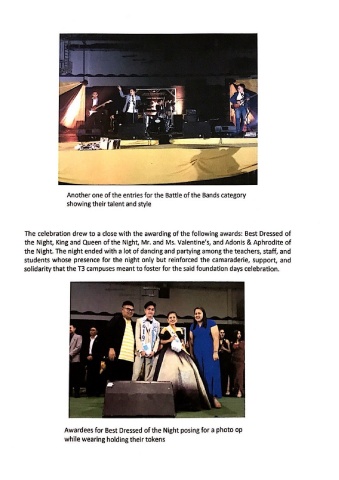 Another one of the entries for the Battle of the Bands category
showing their talent and style
The celebration drew to a close with the awarding of the following awards: Best Dressed of
the Night, King and Queen of the Night, Mr. and Ms. Valentine's, and Adonis & Aphrodite of
the Night. The night ended with a lot of dancing and partying among the teachers, staff, and
students whose presence for the night only but reinforced the camaraderie, support, and
solidarity that the T3 campuses meant to foster for the said foundation days celebration.
Awardees for Best Dressed of the Night posing for a photo op
while wearing holding their tokens